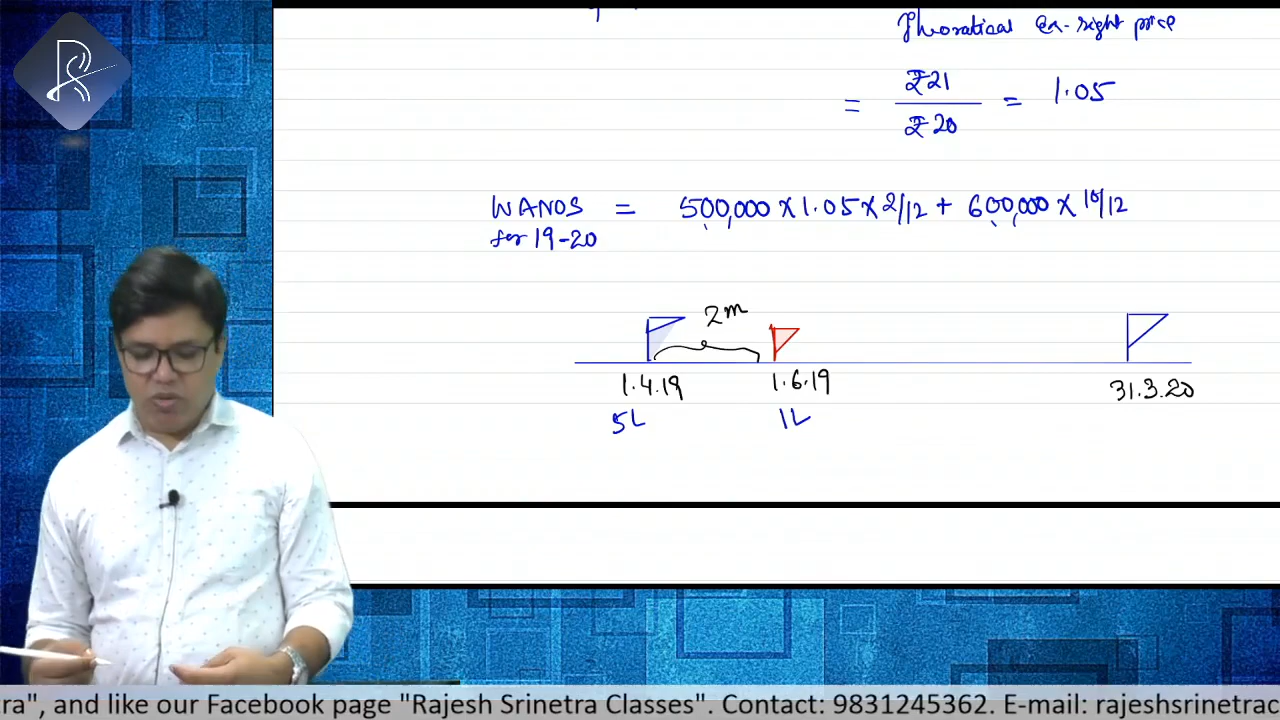 RS
Theoratical ex-right price
= ₹21 / ₹20 = 1.05
WANOS = 500,000 X 1.05 X 2/12 + 600,000 X 10/12
for 19-20
2m
1.4.19 1.6.19 31.3.20
5L 1L
tra", and like our Facebook page "Rajesh Srinetra Classes". Contact: 9831245362. E-mail: rajeshsrinetrac